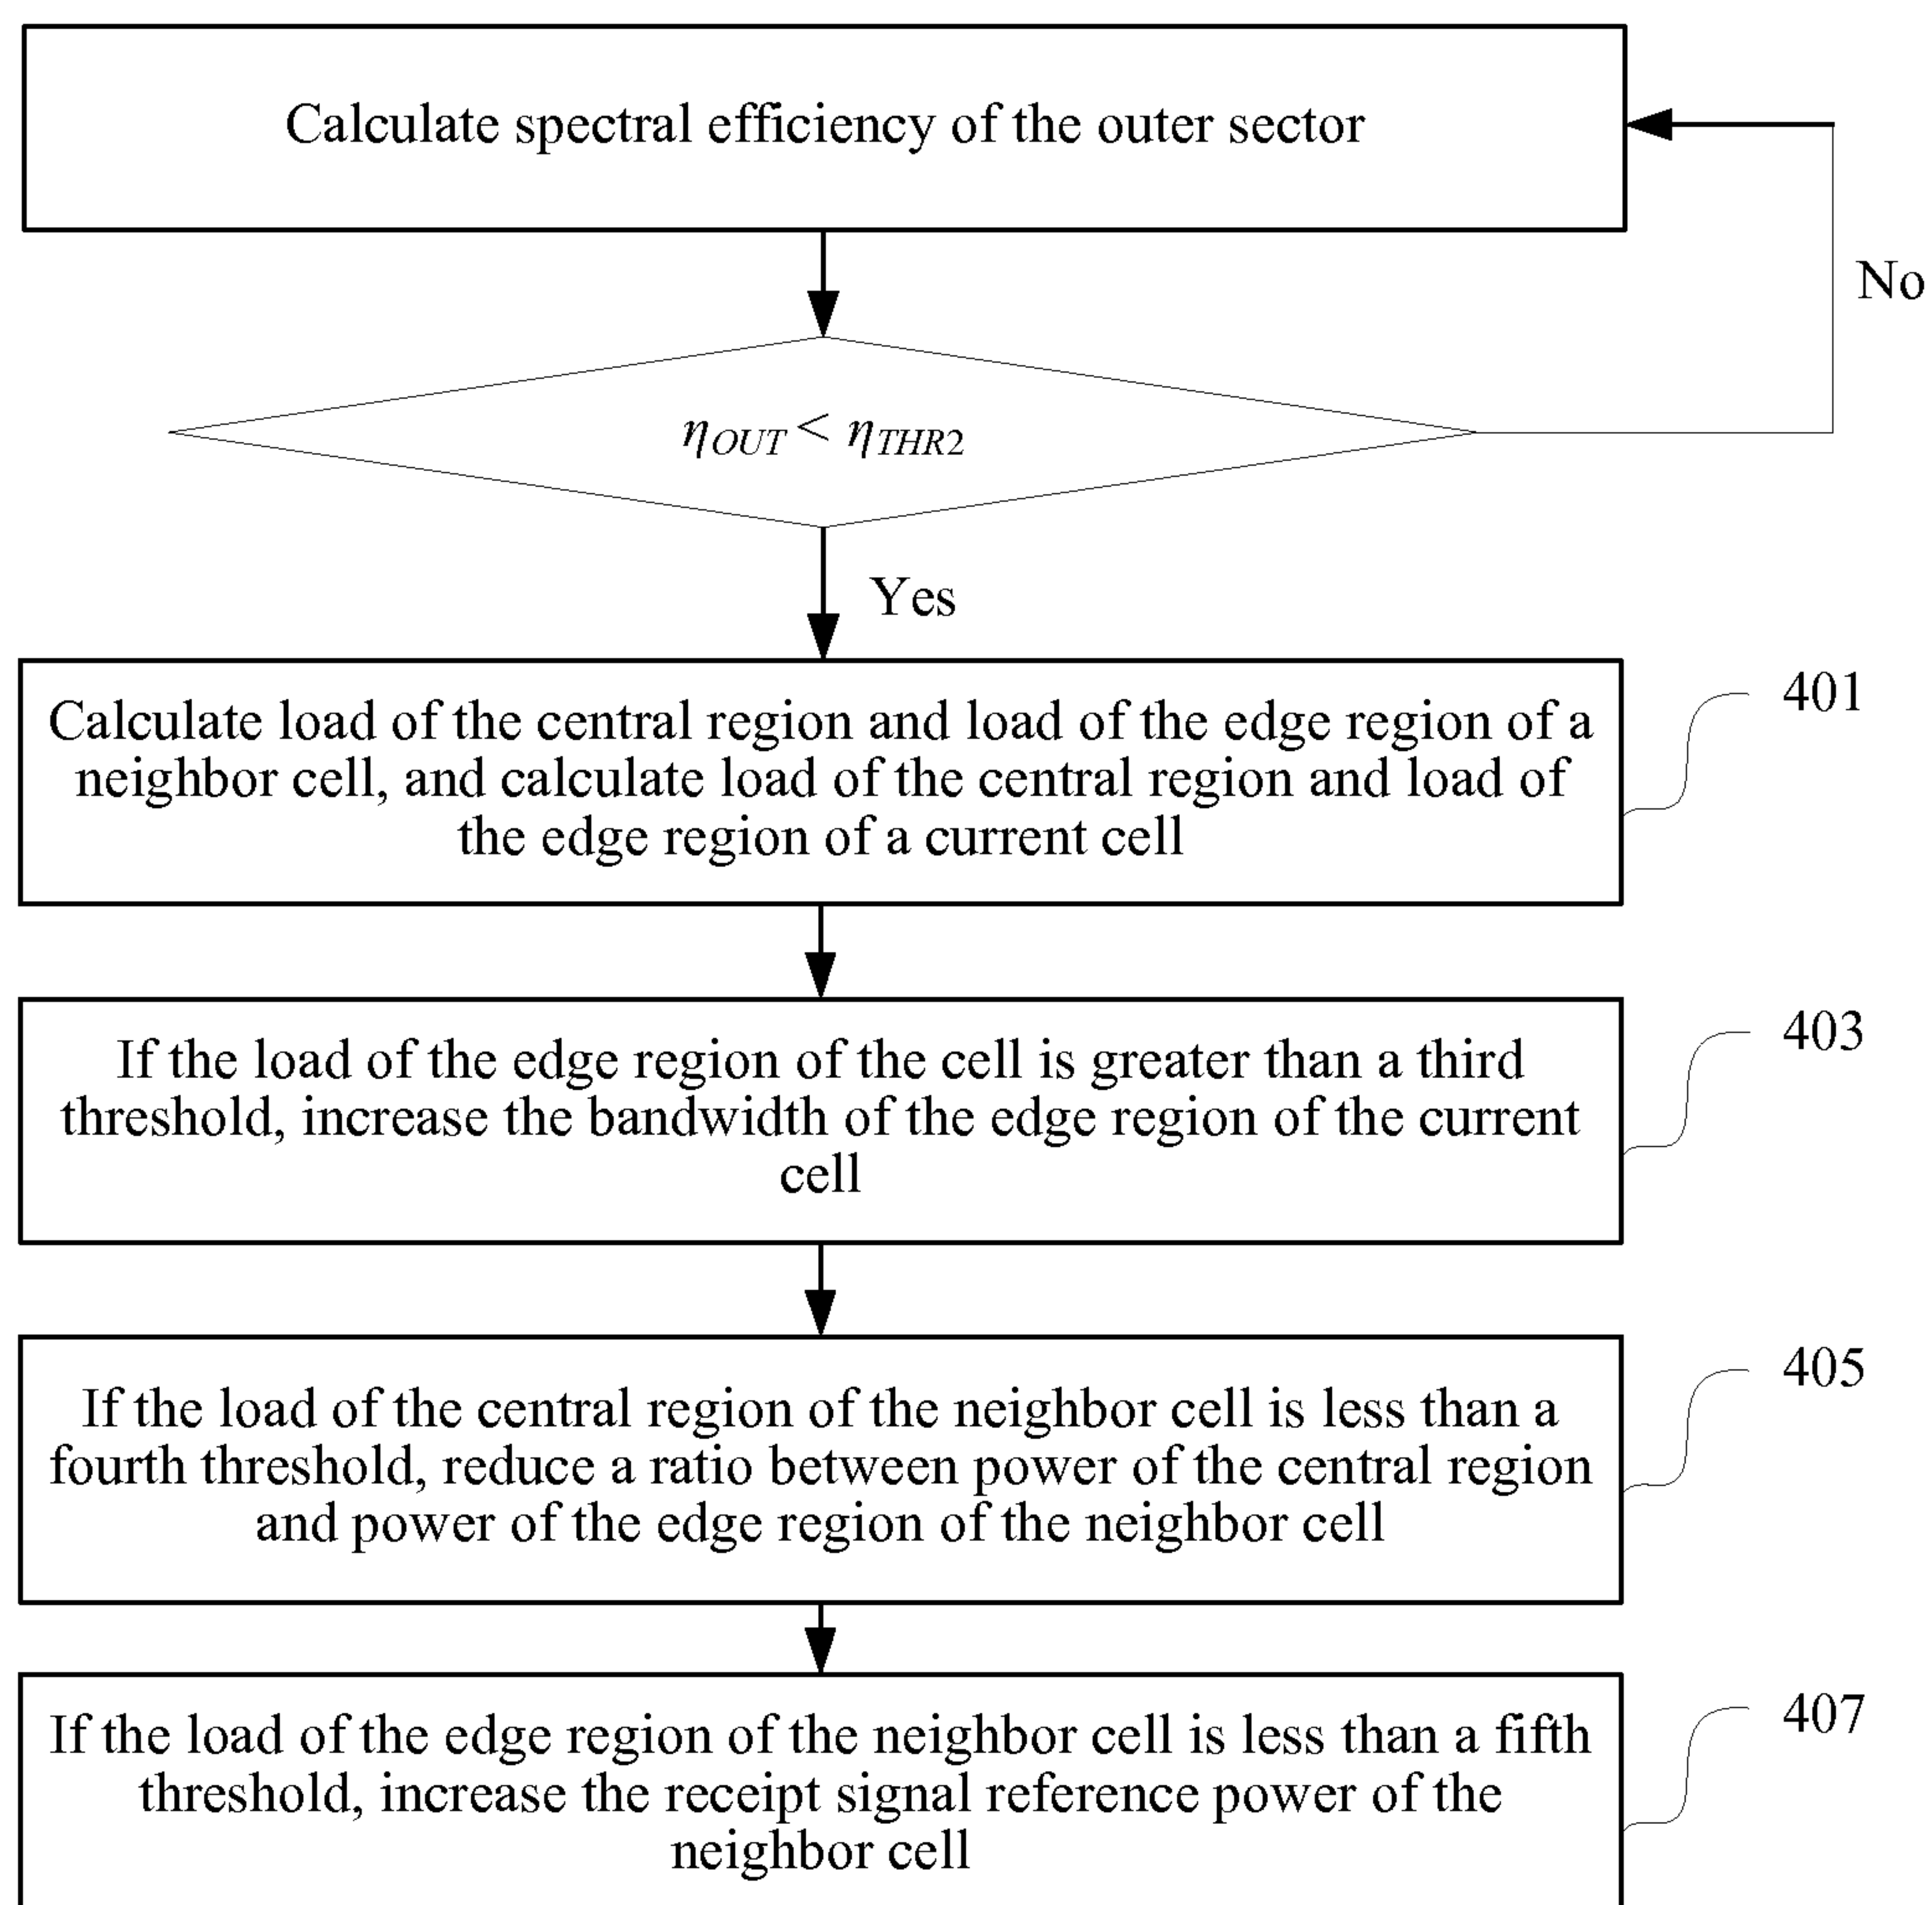 Calculate spectral efficiency of the outer sector
No
η_OUT < η_THR2
Yes
401
Calculate load of the central region and load of the edge region of a
neighbor cell, and calculate load of the central region and load of
the edge region of a current cell
403
If the load of the edge region of the cell is greater than a third
threshold, increase the bandwidth of the edge region of the current
cell
405
If the load of the central region of the neighbor cell is less than a
fourth threshold, reduce a ratio between power of the central region
and power of the edge region of the neighbor cell
407
If the load of the edge region of the neighbor cell is less than a fifth
threshold, increase the receipt signal reference power of the
neighbor cell